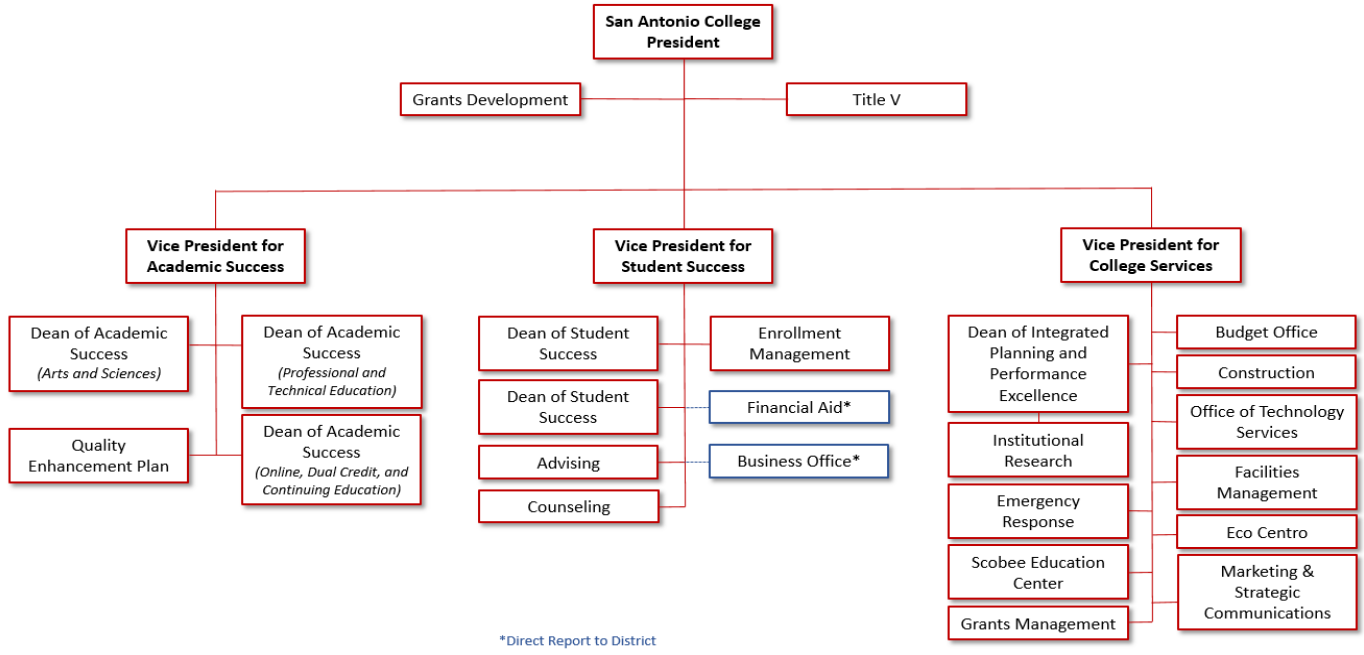 San Antonio College
President
Grants Development
Title V
Vice President for
Academic Success
Vice President for
Student Success
Vice President for
College Services
Dean of Academic
Success
(Arts and Sciences)
Dean of Academic
Success
(Professional and
Technical Education)
Quality
Enhancement Plan
Dean of Academic
Success
(Online, Dual Credit, and
Continuing Education)
Dean of Student
Success
Enrollment
Management
Dean of Student
Success
Financial Aid*
Advising
Business Office*
Counseling
Dean of Integrated
Planning and
Performance
Excellence
Institutional
Research
Emergency
Response
Scobee Education
Center
Grants Management
Budget Office
Construction
Office of Technology
Services
Facilities
Management
Eco Centro
Marketing &
Strategic
Communications
*Direct Report to District